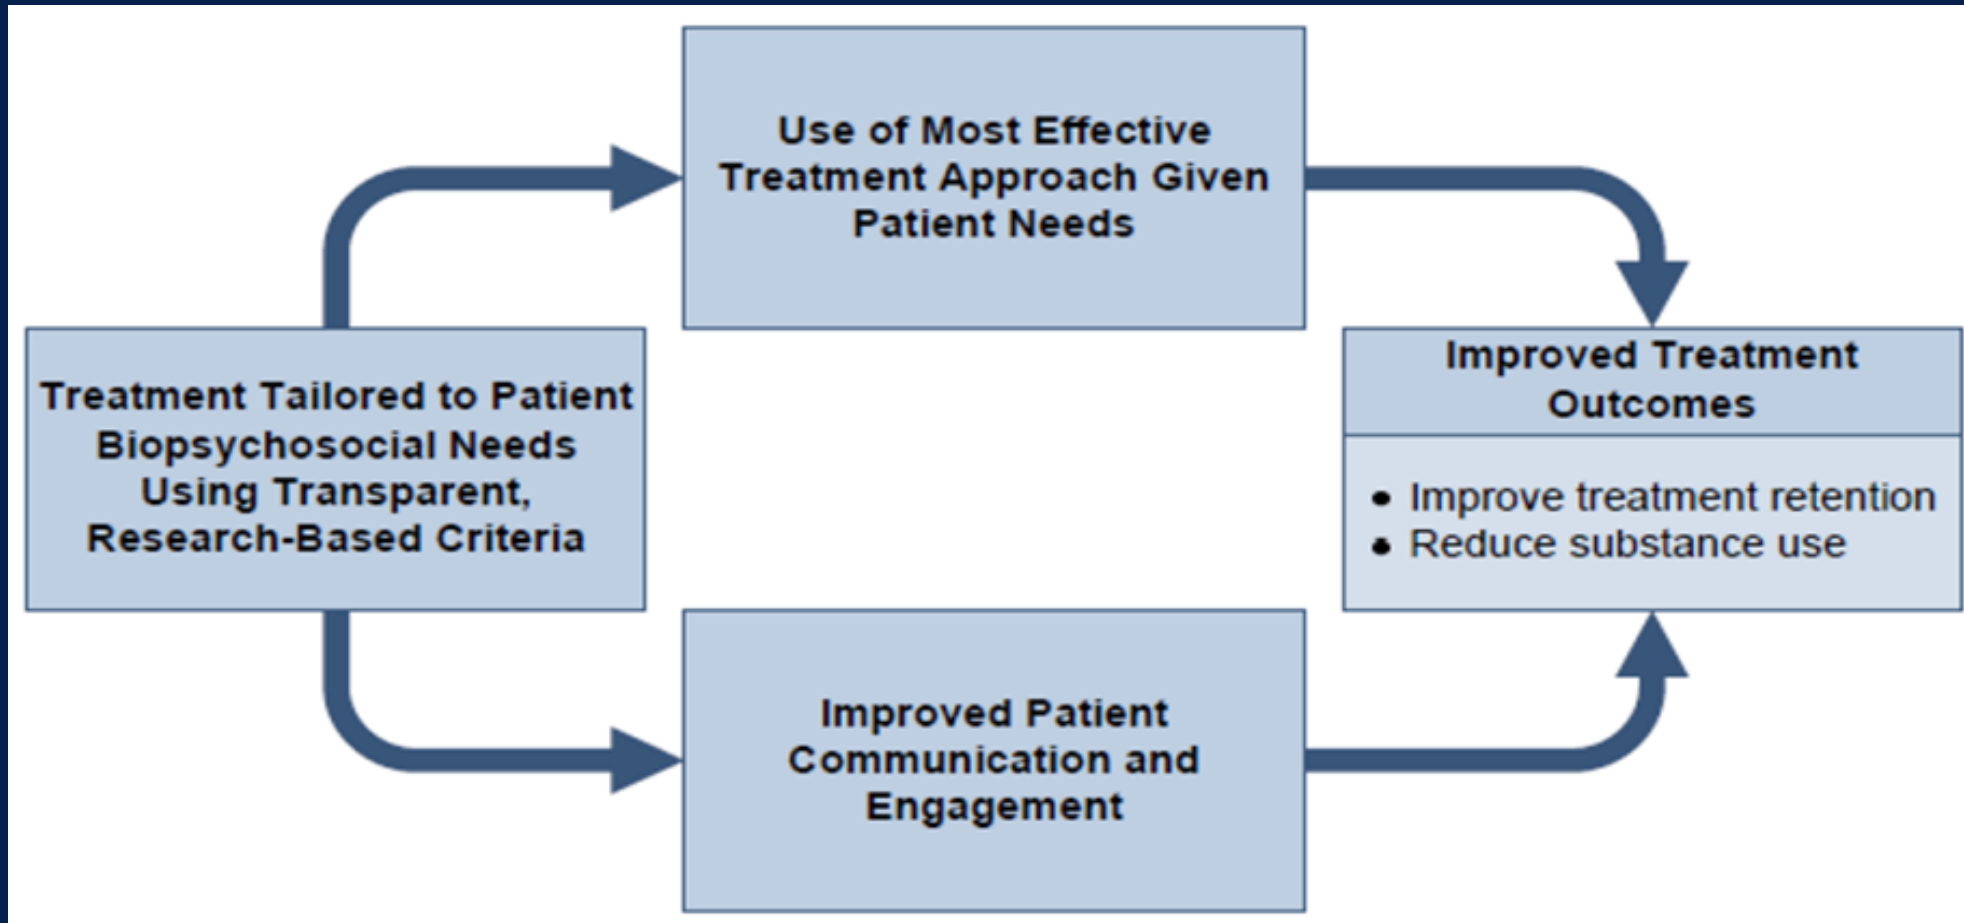 Use of Most Effective
Treatment Approach Given
Patient Needs
Treatment Tailored to Patient
Biopsychosocial Needs
Using Transparent,
Research-Based Criteria
Improved Treatment
Outcomes
• Improve treatment retention
• Reduce substance use
Improved Patient
Communication and
Engagement